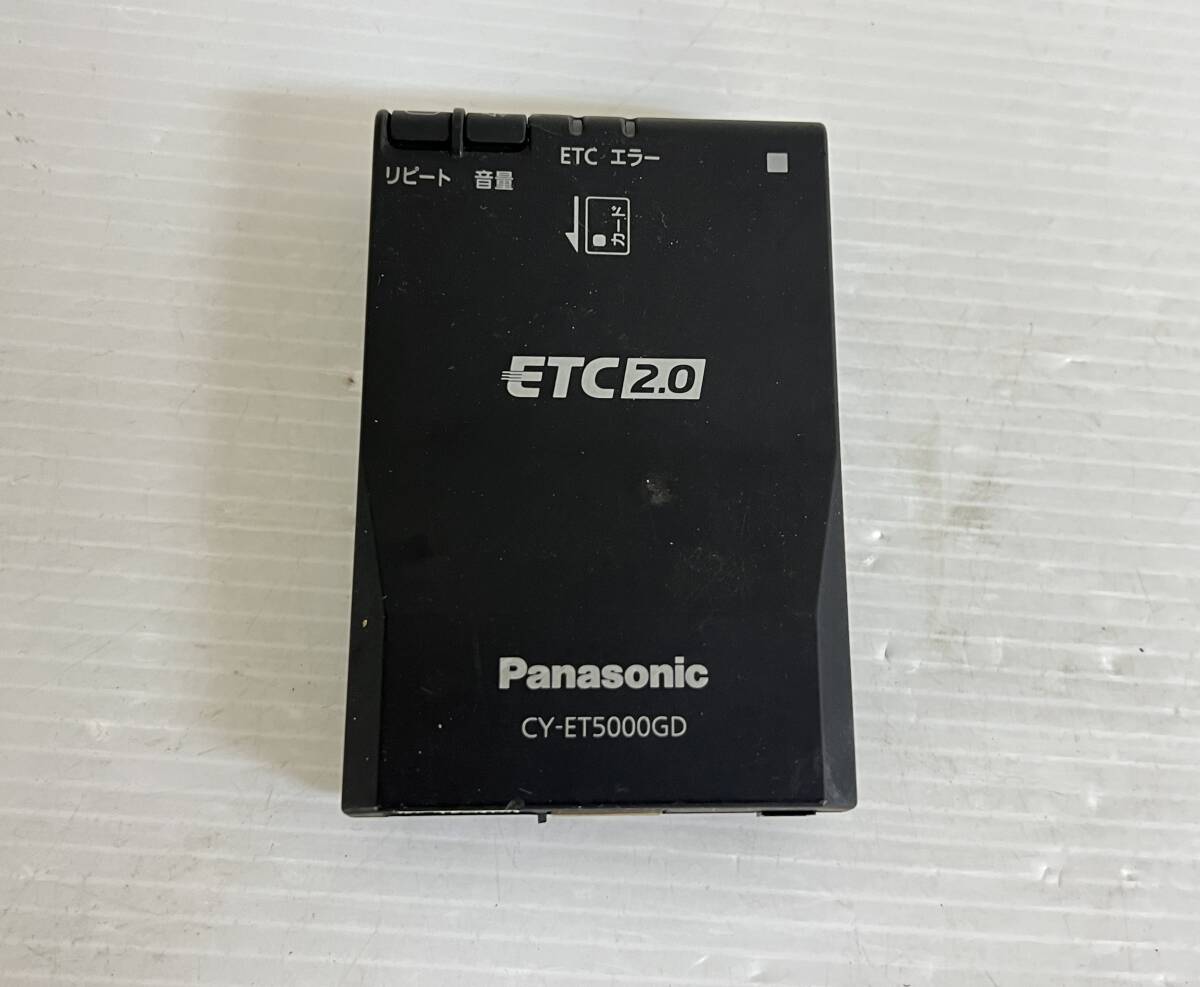 リピート 音量
ETC エラー
カード
ETC 2.0
Panasonic
CY-ET5000GD